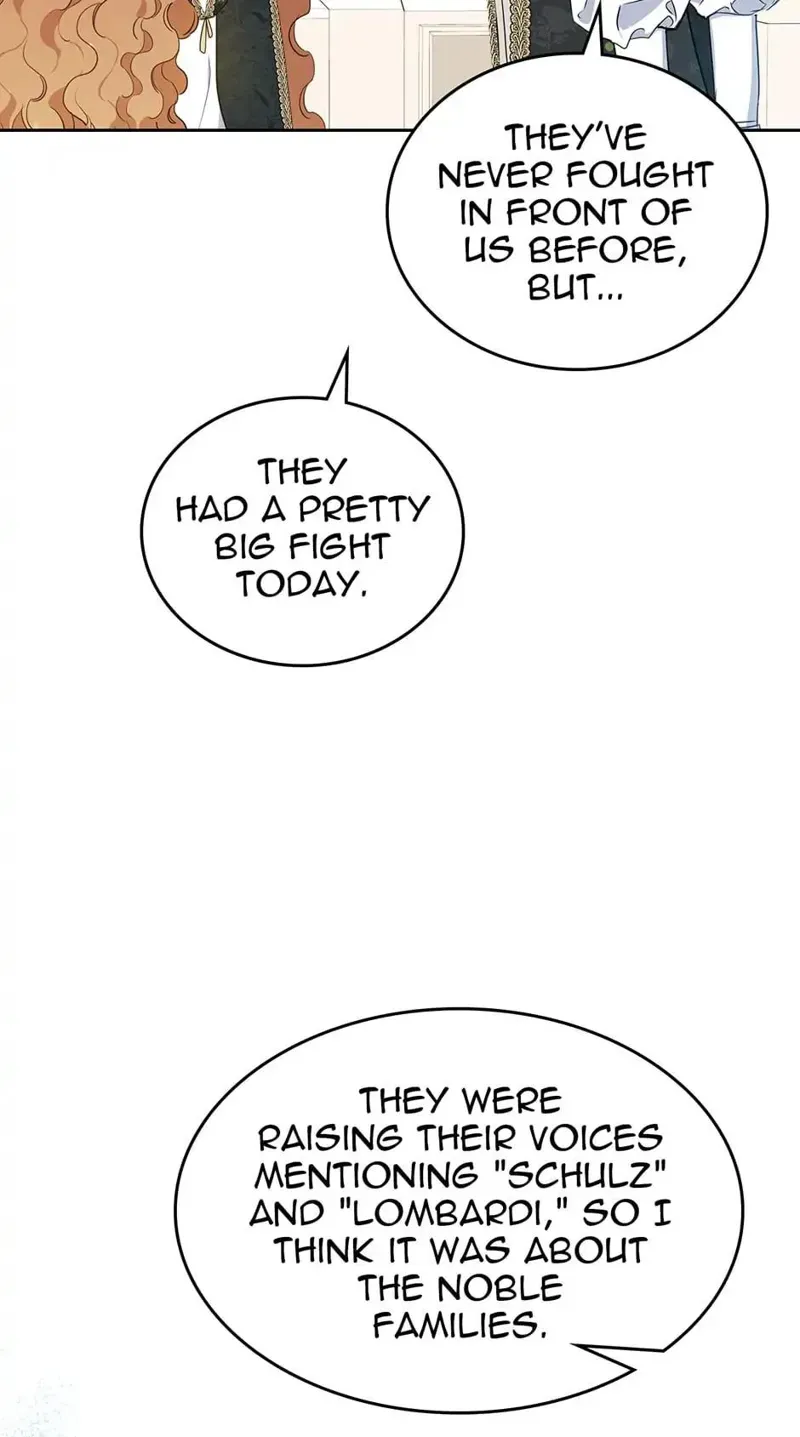 THEY'VE
NEVER FOUGHT
IN FRONT OF
US BEFORE,
BUT...
THEY
HAD A PRETTY
BIG FIGHT
TODAY.
THEY WERE
RAISING THEIR VOICES
MENTIONING "SCHULZ"
AND "LOMBARDI," SO I
THINK IT WAS ABOUT
THE NOBLE
FAMILIES.